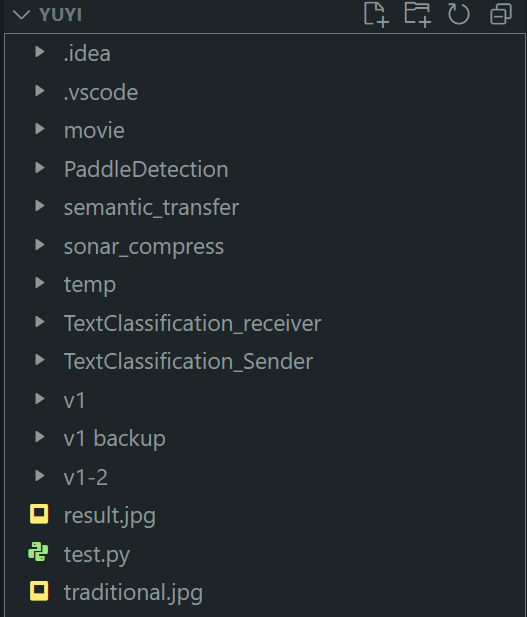 YUYI
.idea
.vscode
movie
PaddleDetection
semantic_transfer
sonar_compress
temp
TextClassification_receiver
TextClassification_Sender
v1
v1 backup
v1-2
result.jpg
test.py
traditional.jpg